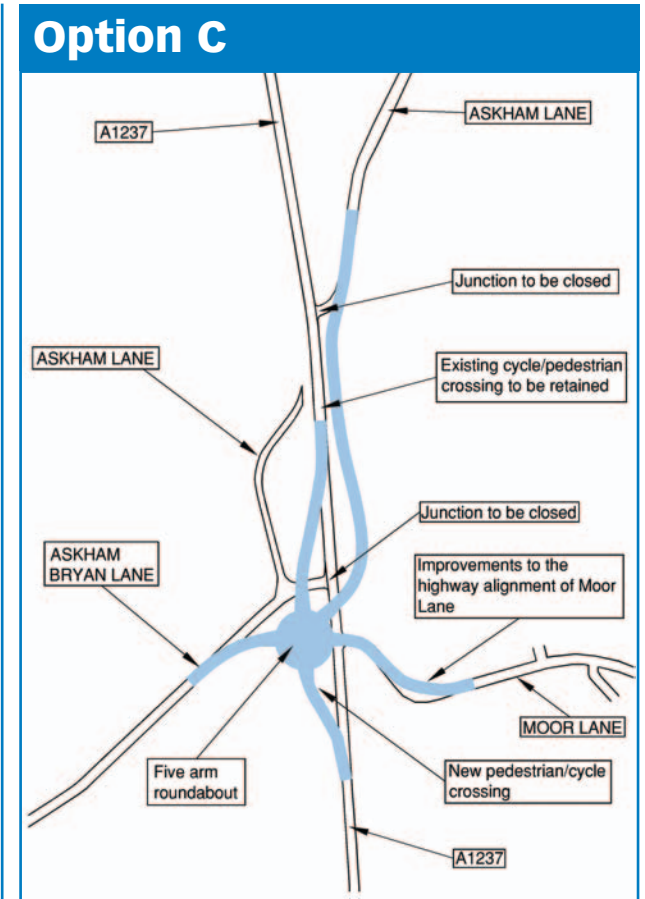 Option C
A1237
ASKHAM LANE
Junction to be closed
ASKHAM LANE
Existing cycle/pedestrian
crossing to be retained
Junction to be closed
ASKHAM
BRYAN LANE
Improvements to the
highway alignment of Moor
Lane
MOOR LANE
Five arm
roundabout
New pedestrian/cycle
crossing
A1237